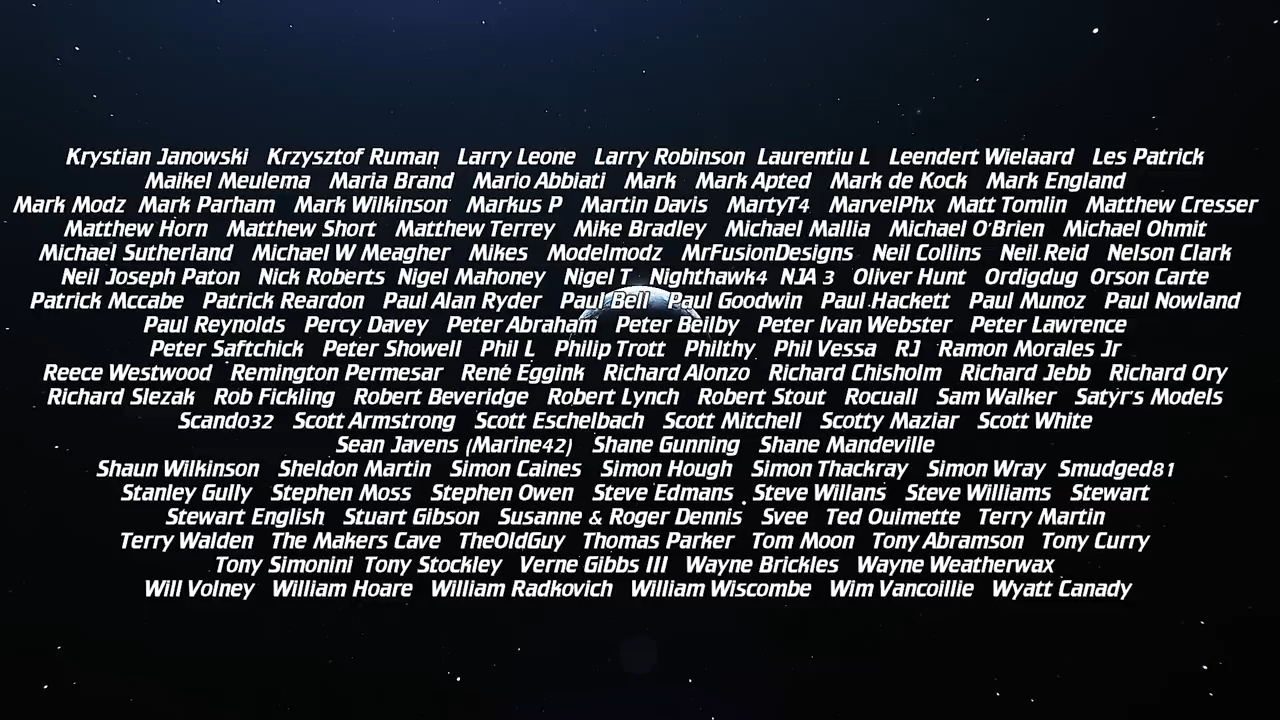 Krystian Janowski Krzysztof Ruman Larry Leone Larry Robinson Laurentiu L Leendert Wielaard Les Patrick
Maikel Meulema Maria Brand Mario Abbiati Mark Mark Apted Mark de Kock Mark England
Mark Modz Mark Parham Mark Wilkinson Markus P Martin Davis MartyT4 MarvelPhx Matt Tomlin Matthew Cresser
Matthew Horn Matthew Short Matthew Terrey Mike Bradley Michael Mallia Michael O'Brien Michael Ohmit
Michael Sutherland Michael W Meagher Mikes Modelmodz MrFusionDesigns Neil Collins Neil Reid Nelson Clark
Neil Joseph Paton Nick Roberts Nigel Mahoney Nigel T Nighthawk4 NJA 3 Oliver Hunt Ordigdug Orson Carte
Patrick Mccabe Patrick Reardon Paul Alan Ryder Paul Bell Paul Goodwin Paul Hackett Paul Munoz Paul Nowland
Paul Reynolds Percy Davey Peter Abraham Peter Beilby Peter Ivan Webster Peter Lawrence
Peter Saftchick Peter Showell Phil L Philip Trott Philthy Phil Vessa RJ Ramon Morales Jr
Reece Westwood Remington Permesar René Eggink Richard Alonzo Richard Chisholm Richard Jebb Richard Ory
Richard Slezak Rob Fickling Robert Beveridge Robert Lynch Robert Stout Rocuall Sam Walker Satyr's Models
Scando32 Scott Armstrong Scott Eschelbach Scott Mitchell Scotty Maziar Scott White
Sean Javens (Marine42) Shane Gunning Shane Mandeville
Shaun Wilkinson Sheldon Martin Simon Caines Simon Hough Simon Thackray Simon Wray Smudged81
Stanley Gully Stephen Moss Stephen Owen Steve Edmans Steve Willans Steve Williams Stewart
Stewart English Stuart Gibson Susanne & Roger Dennis Svee Ted Ouimette Terry Martin
Terry Walden The Makers Cave TheOldGuy Thomas Parker Tom Moon Tony Abramson Tony Curry
Tony Simonini Tony Stockley Verne Gibbs III Wayne Brickles Wayne Weatherwax
Will Volney William Hoare William Radkovich William Wiscombe Wim Vancoillie Wyatt Canady